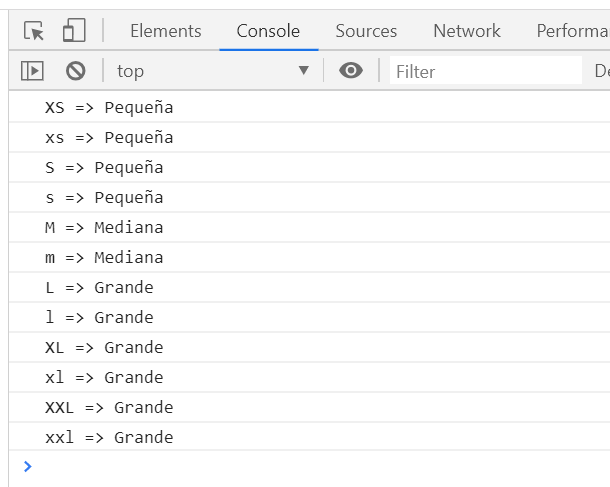 Elements Console Sources Network Performa
top Filter De
XS => Pequeña
xs => Pequeña
S => Pequeña
s => Pequeña
M => Mediana
m => Mediana
L => Grande
l => Grande
XL => Grande
xl => Grande
XXL => Grande
xxl => Grande